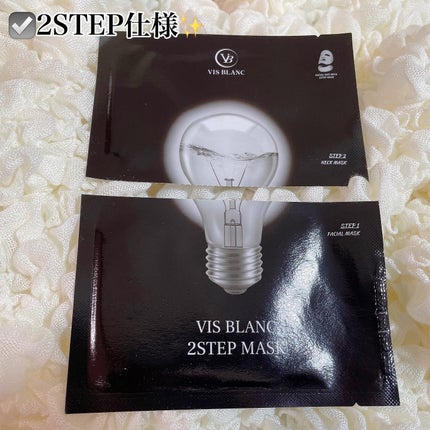 ☑2STEP仕様✨
VB
VIS BLANC
STEP 2
NECK MASK
STEP 1
FACIAL MASK
VIS BLANC
2STEP MASK